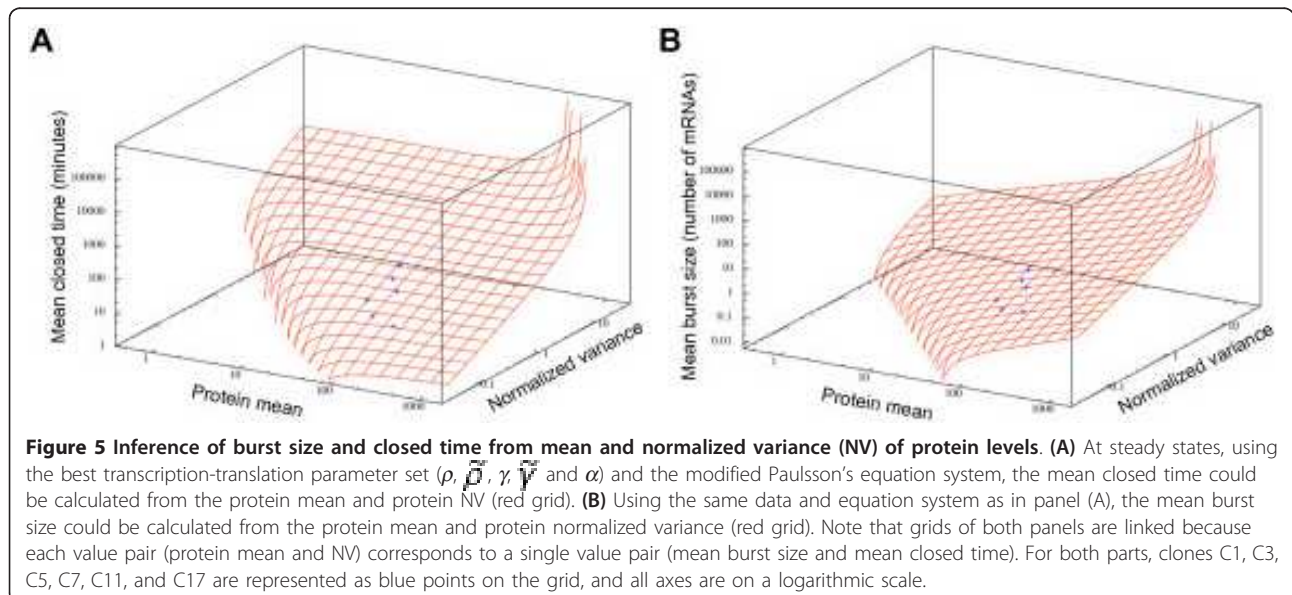 A
B
Mean closed time (minutes)
100000
10000
1000
100
10
1
1
10
100
1000
Protein mean
0.1
1
10
Normalized variance
Mean burst size (number of mRNAs)
100000
10000
1000
100
10
1
0.1
0.01
1
10
100
1000
Protein mean
0.1
1
10
Normalized variance
Figure 5 Inference of burst size and closed time from mean and normalized variance (NV) of protein levels. (A) At steady states, using
the best transcription-translation parameter set (ρ, ρ̃, γ, γ̃ and α) and the modified Paulsson's equation system, the mean closed time could
be calculated from the protein mean and protein NV (red grid). (B) Using the same data and equation system as in panel (A), the mean burst
size could be calculated from the protein mean and protein normalized variance (red grid). Note that grids of both panels are linked because
each value pair (protein mean and NV) corresponds to a single value pair (mean burst size and mean closed time). For both parts, clones C1, C3,
C5, C7, C11, and C17 are represented as blue points on the grid, and all axes are on a logarithmic scale.